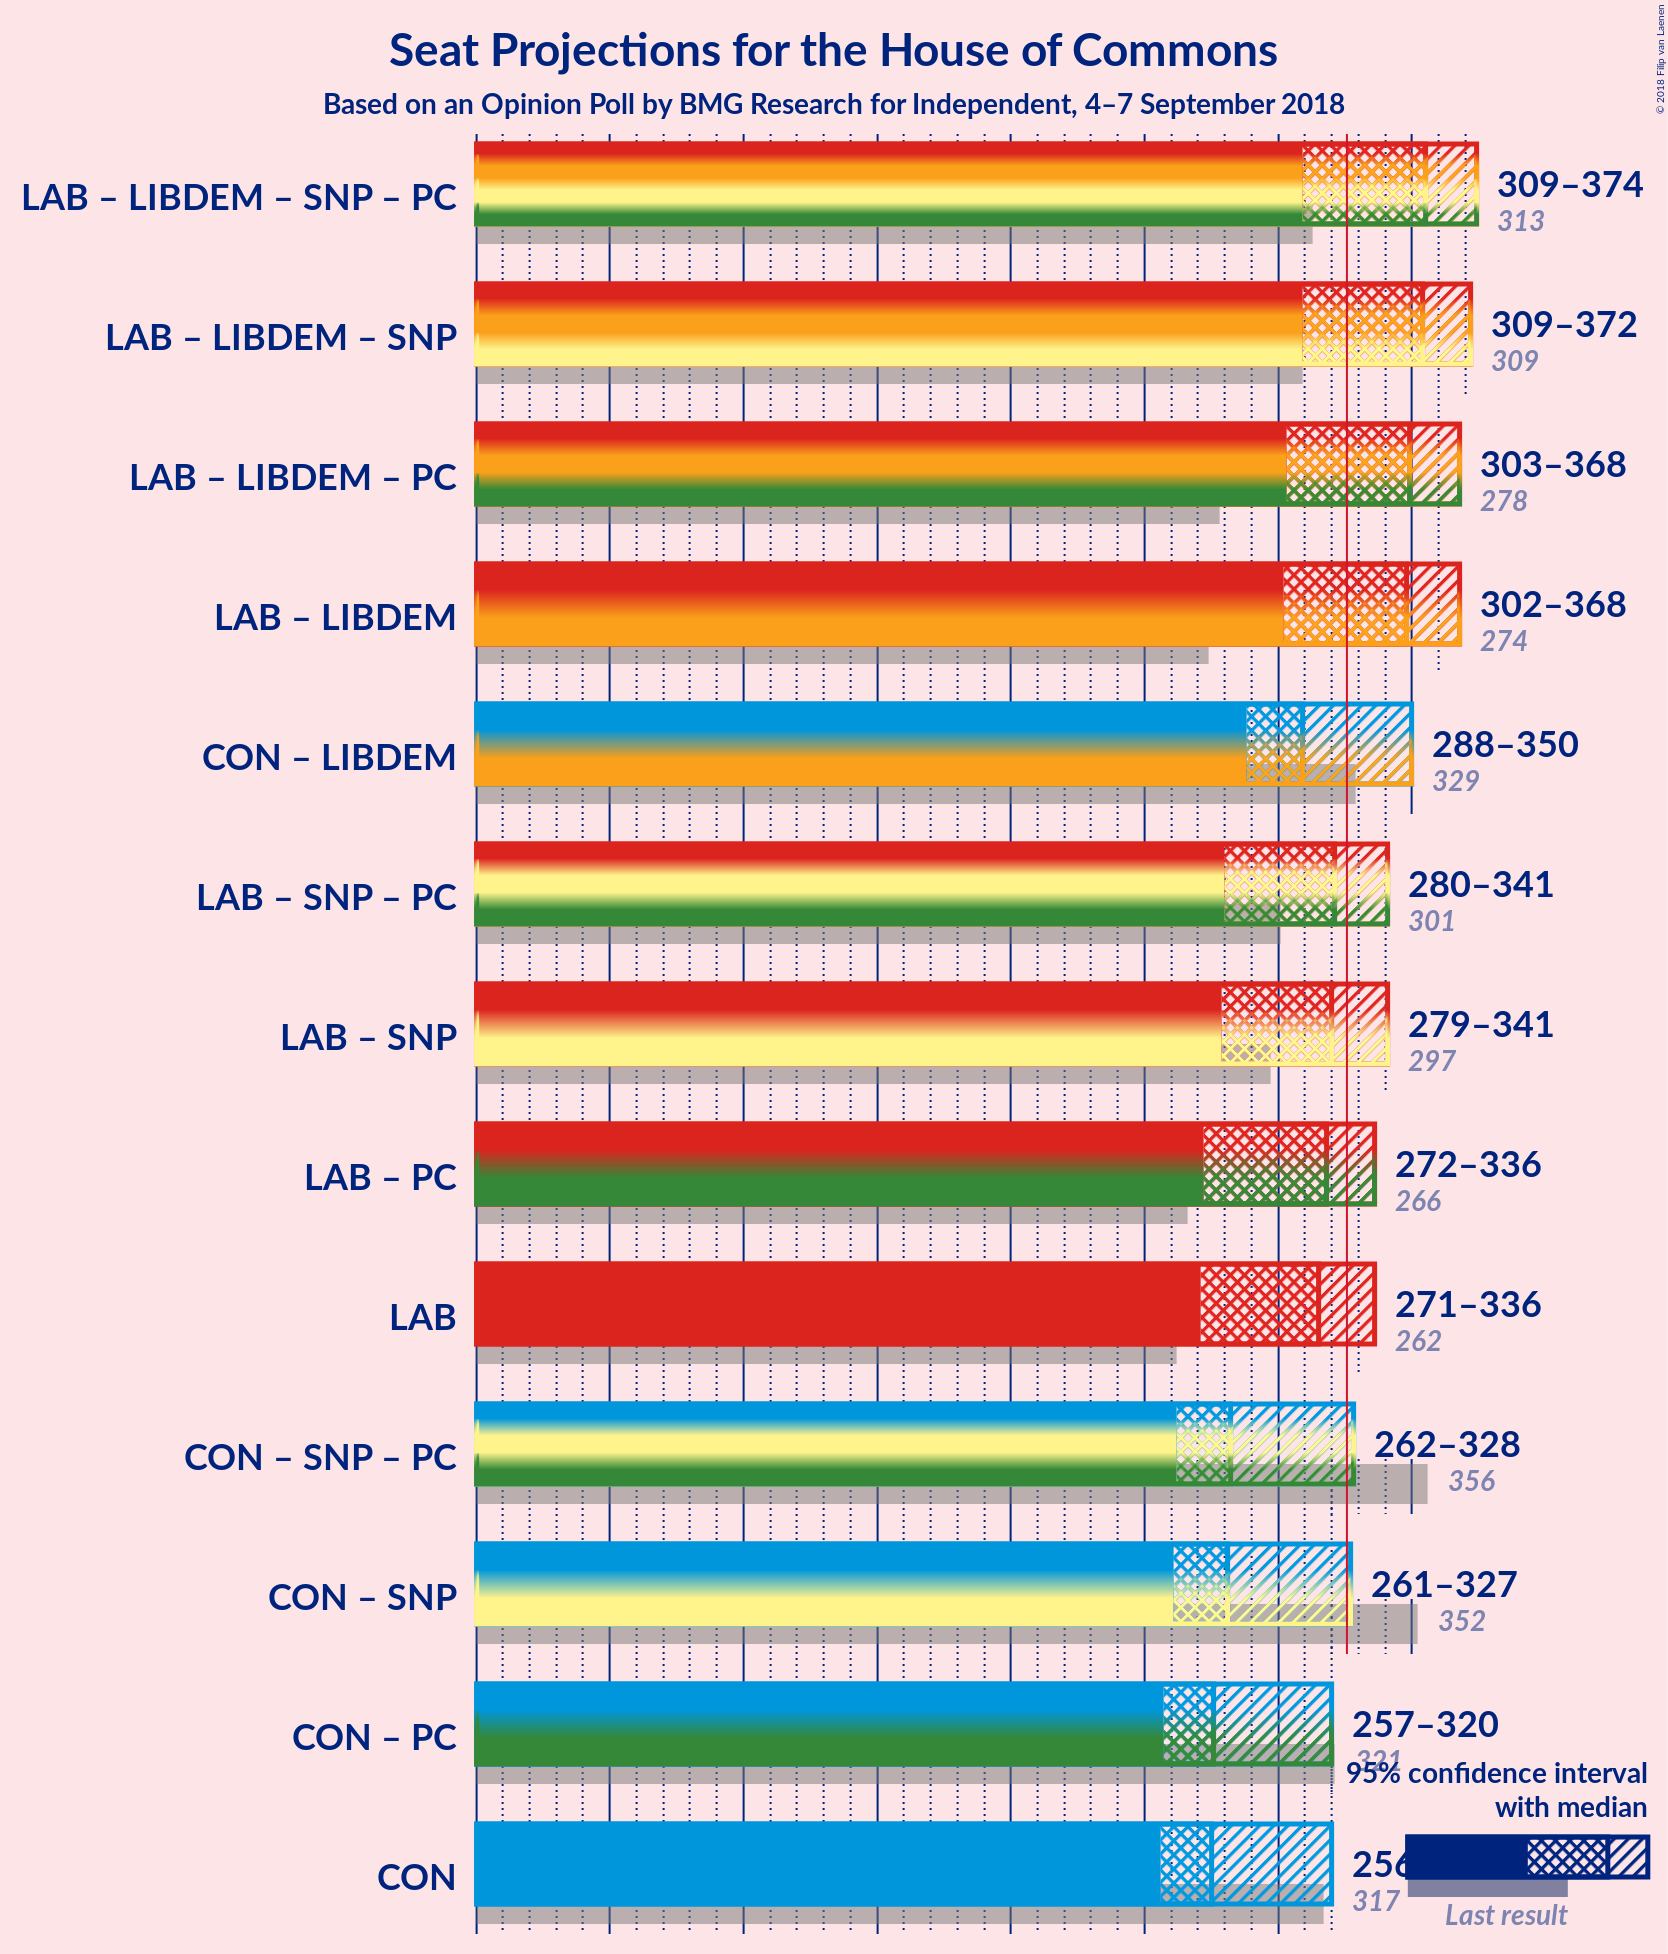 Seat Projections for the House of Commons
Based on an Opinion Poll by BMG Research for Independent, 4–7 September 2018
© 2018 Filip van Laenen
LAB – LIBDEM – SNP – PC
309–374
313
LAB – LIBDEM – SNP
309–372
309
LAB – LIBDEM – PC
303–368
278
LAB – LIBDEM
302–368
274
CON – LIBDEM
288–350
329
LAB – SNP – PC
280–341
301
LAB – SNP
279–341
297
LAB – PC
272–336
266
LAB
271–336
262
CON – SNP – PC
262–328
356
CON – SNP
261–327
352
CON – PC
257–320
321
95% confidence interval
with median
CON
256
317
Last result